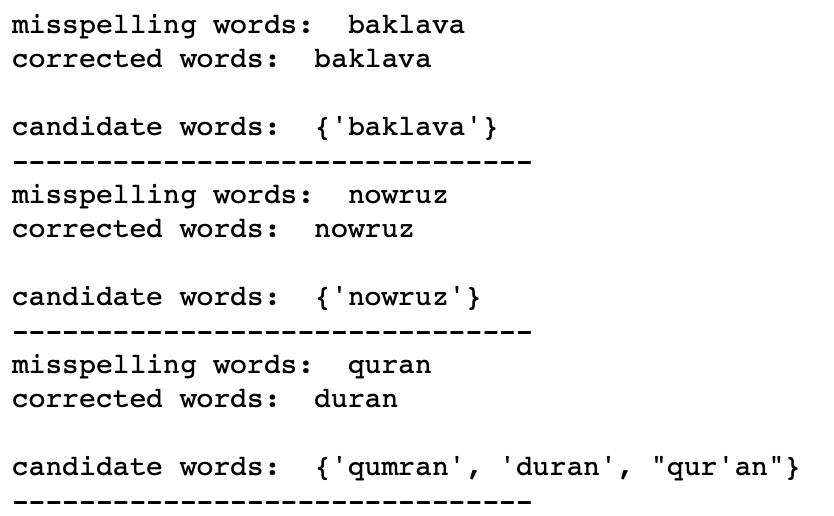 misspelling words:  baklava
corrected words:  baklava
candidate words:  {'baklava'}
-------------------------------
misspelling words:  nowruz
corrected words:  nowruz
candidate words:  {'nowruz'}
-------------------------------
misspelling words:  quran
corrected words:  duran
candidate words:  {'qumran', 'duran', "qur'an"}
-------------------------------